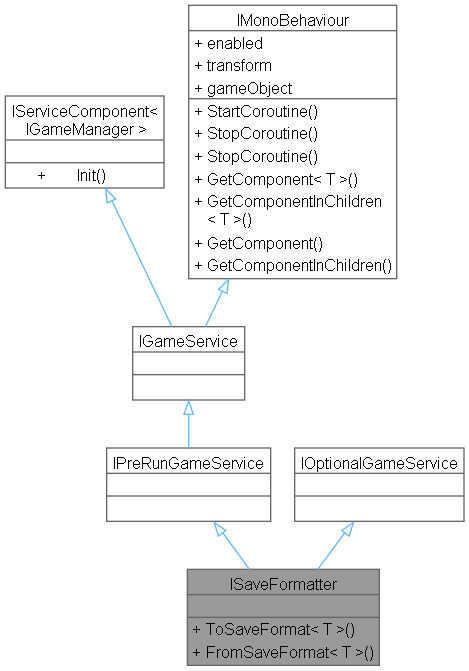 IMonoBehaviour
+ enabled
+ transform
+ gameObject
+ StartCoroutine()
+ StopCoroutine()
+ StopCoroutine()
+ GetComponent< T >()
+ GetComponentInChildren
< T >()
+ GetComponent()
+ GetComponentInChildren()
IServiceComponent<
IGameManager >
+ Init()
IGameService
IPreRunGameService
IOptionalGameService
ISaveFormatter
+ ToSaveFormat< T >()
+ FromSaveFormat< T >()